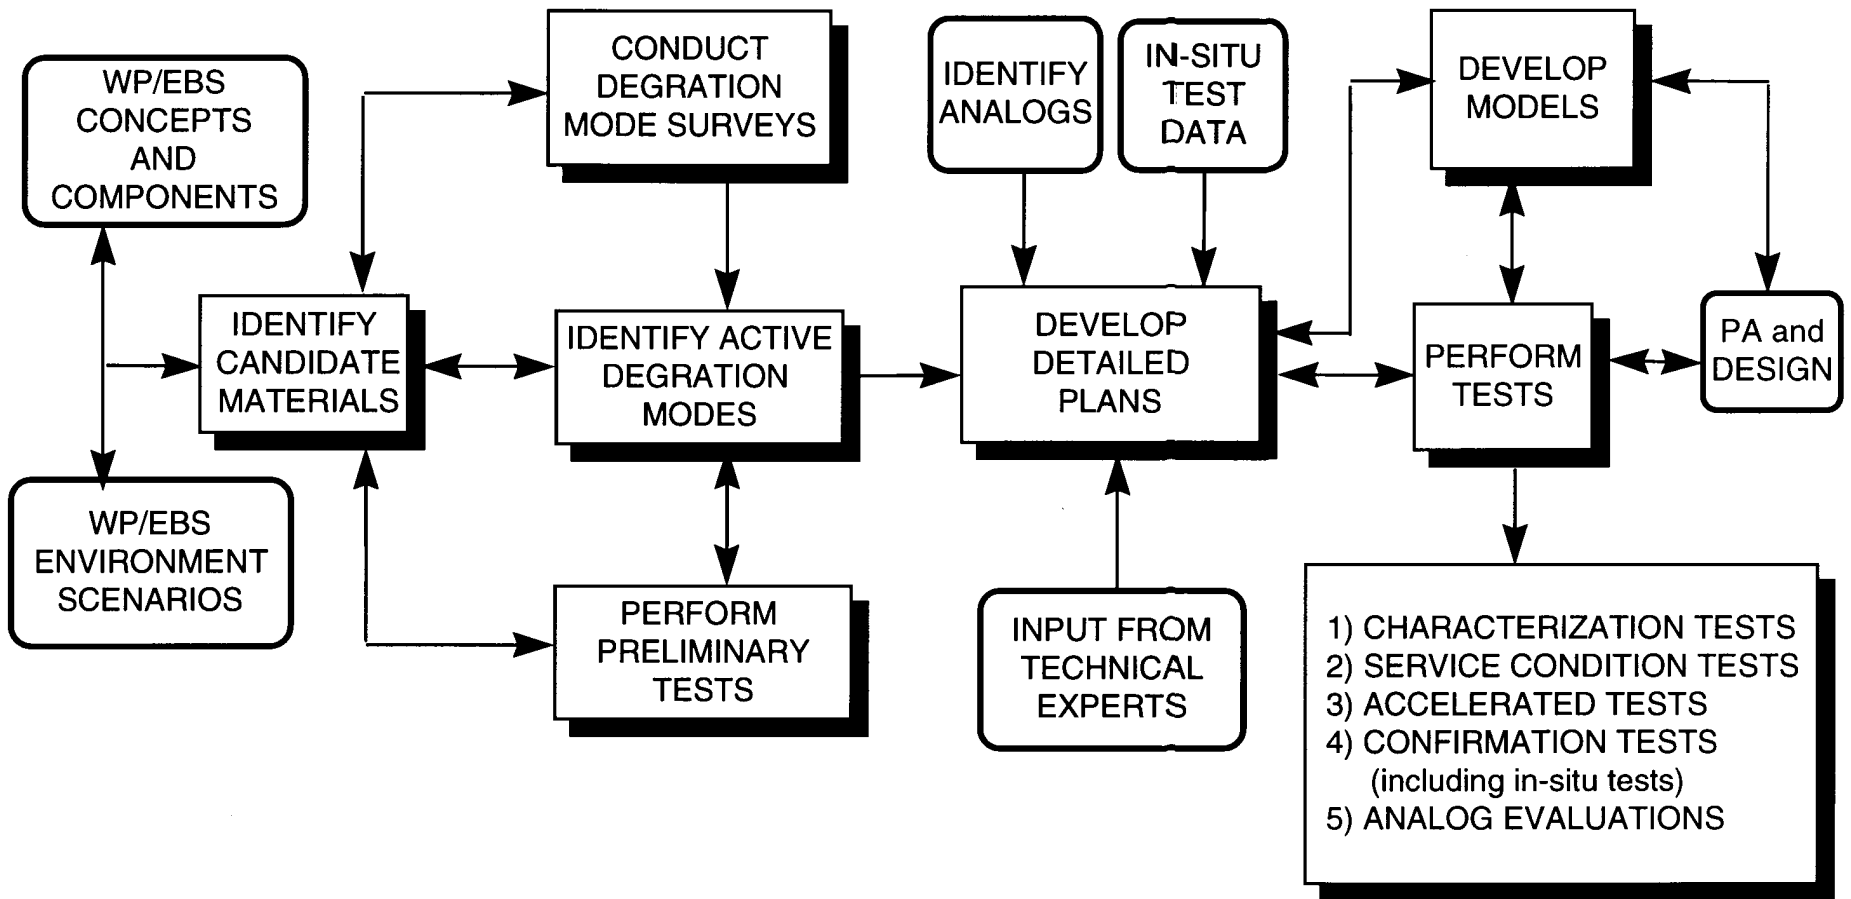 WP/EBS
CONCEPTS
AND
COMPONENTS
WP/EBS
ENVIRONMENT
SCENARIOS
IDENTIFY
CANDIDATE
MATERIALS
CONDUCT
DEGRATION
MODE SURVEYS
IDENTIFY ACTIVE
DEGRATION
MODES
PERFORM
PRELIMINARY
TESTS
IDENTIFY
ANALOGS
IN-SITU
TEST
DATA
DEVELOP
DETAILED
PLANS
INPUT FROM
TECHNICAL
EXPERTS
DEVELOP
MODELS
PERFORM
TESTS
PA and
DESIGN
1) CHARACTERIZATION TESTS
2) SERVICE CONDITION TESTS
3) ACCELERATED TESTS
4) CONFIRMATION TESTS
(including in-situ tests)
5) ANALOG EVALUATIONS